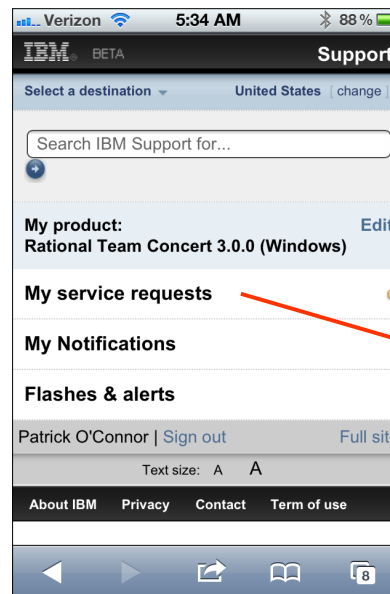 Verizon 5:34 AM 88%
IBM® BETA Support
Select a destination United States [ change ]
Search IBM Support for...
My product: Edit
Rational Team Concert 3.0.0 (Windows)
My service requests
My Notifications
Flashes & alerts
Patrick O'Connor | Sign out Full sit
Text size: A A
About IBM Privacy Contact Term of use
8